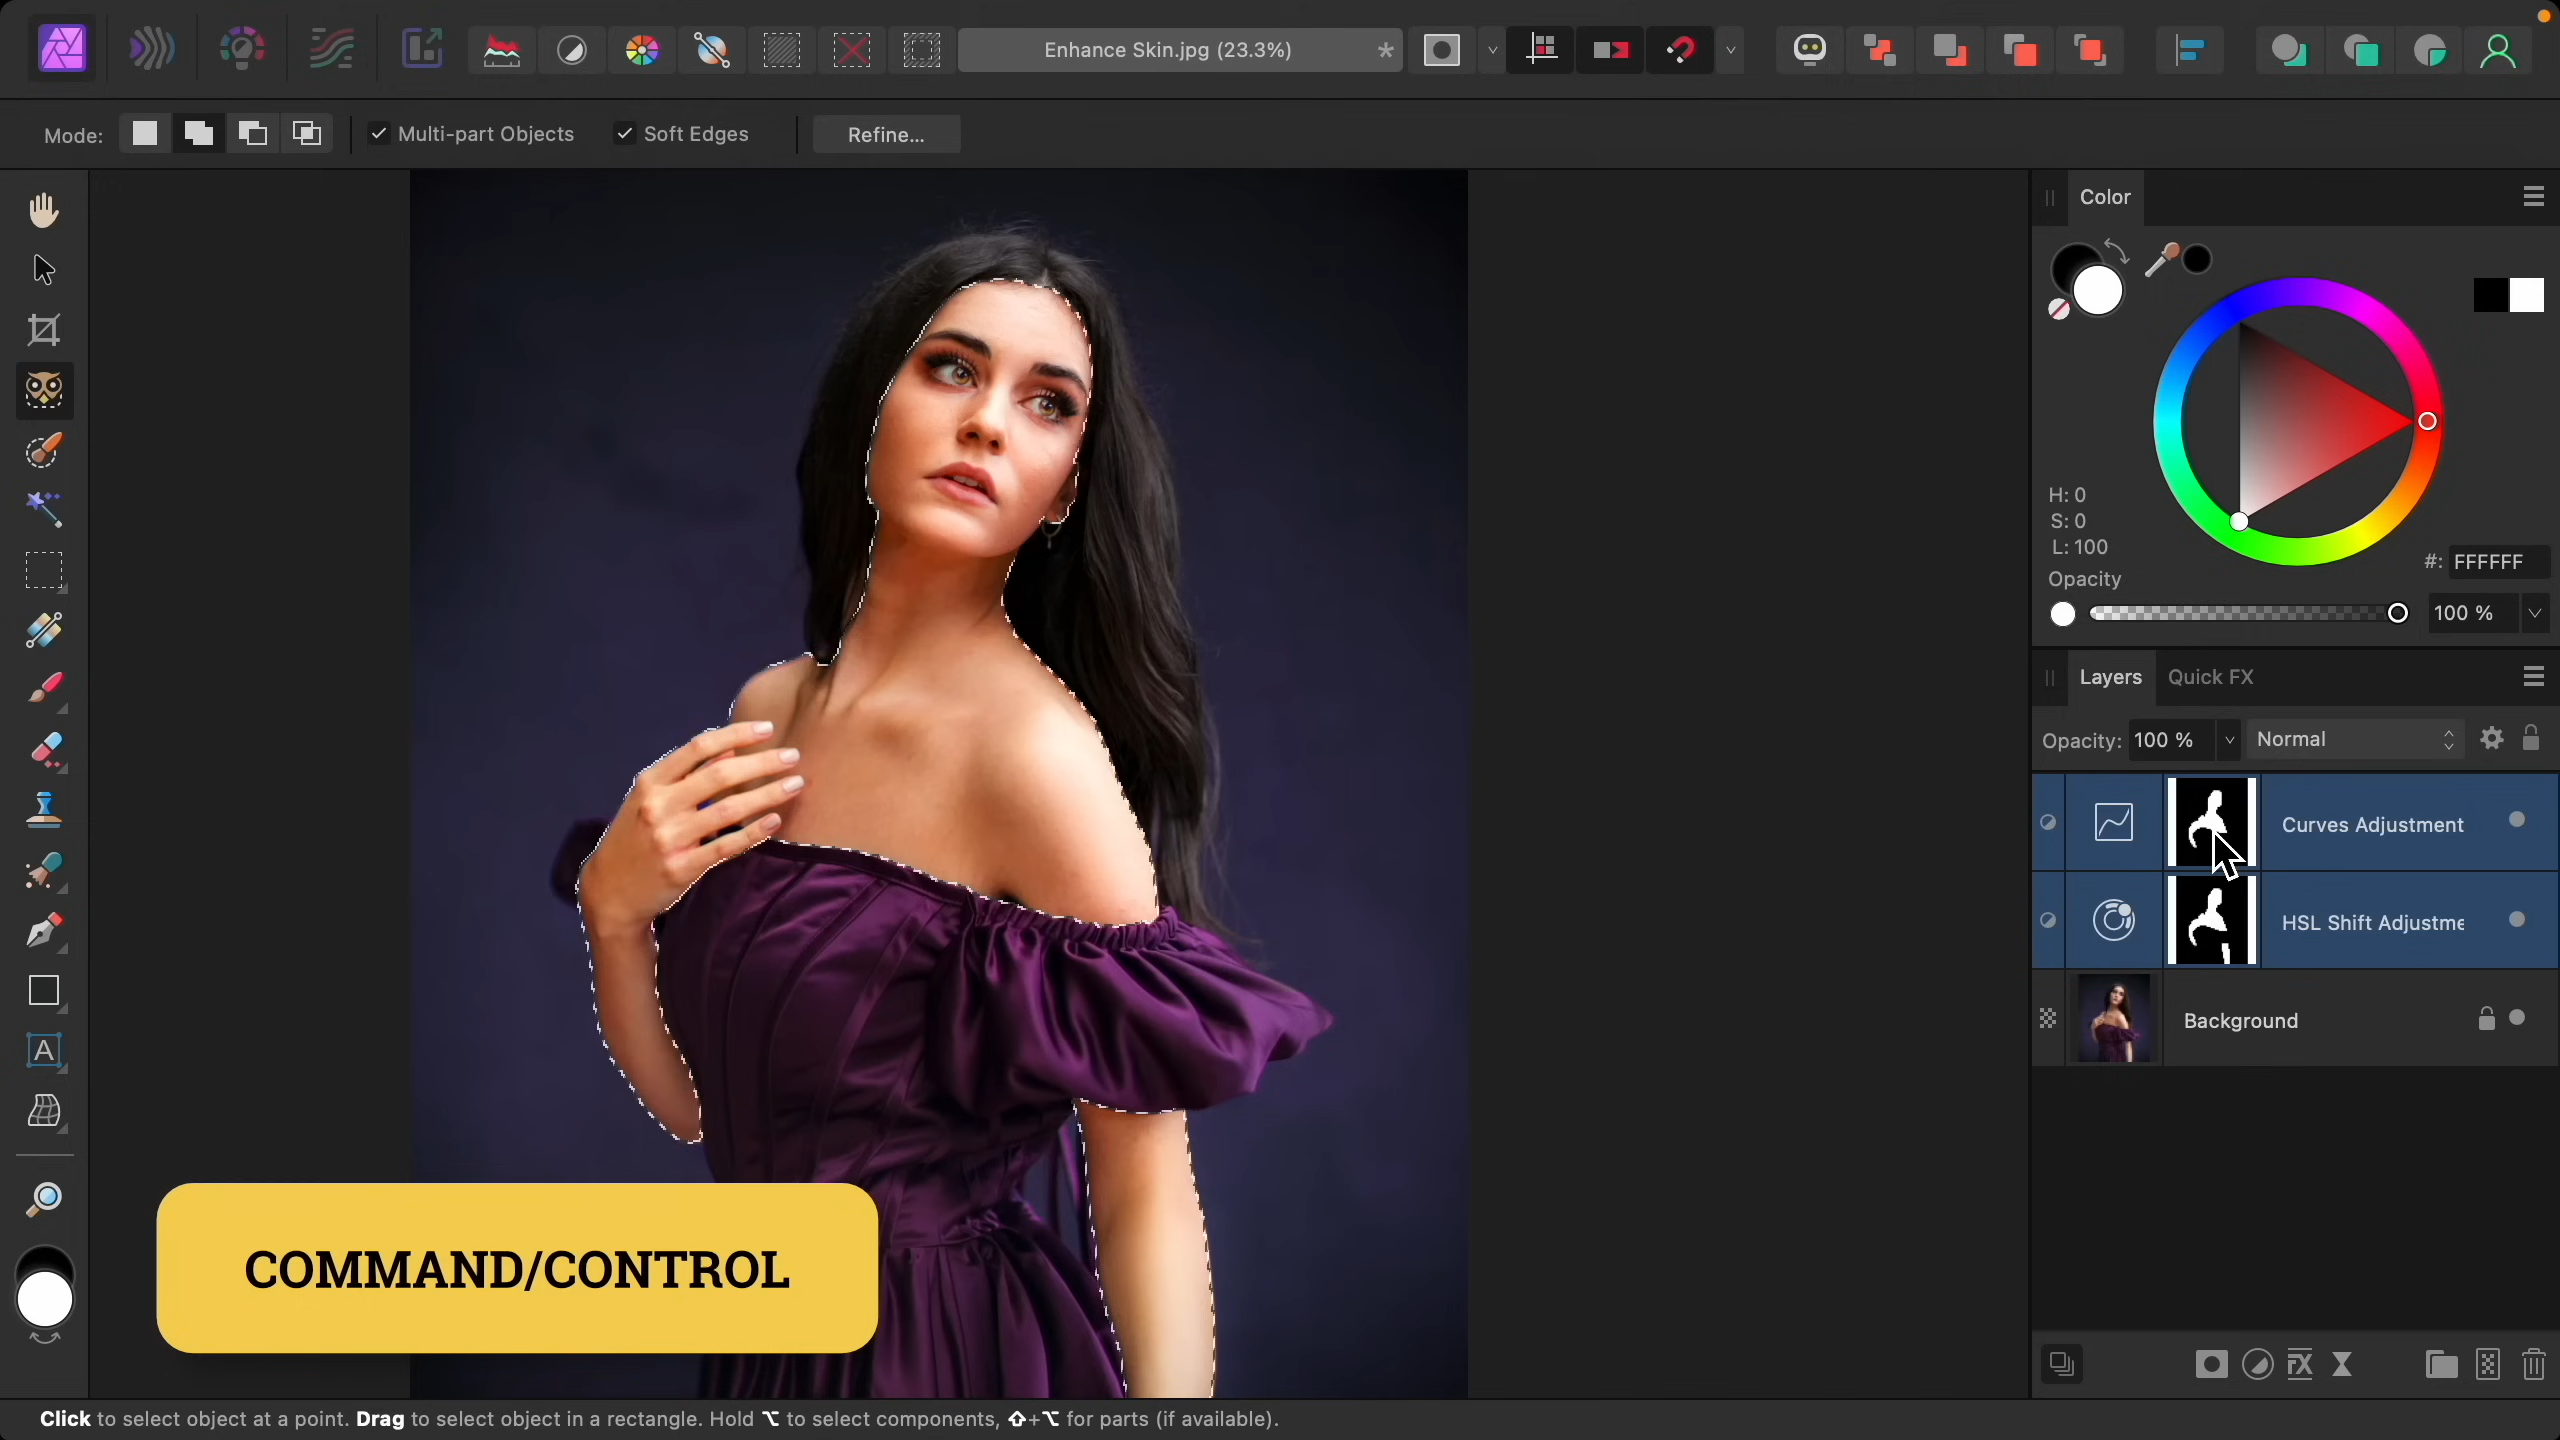 Enhance Skin.jpg (23.3%)
*
Mode:
Multi-part Objects
Soft Edges
Refine...
Color
H: 0
S: 0
L: 100
#: FFFFFF
Opacity
100 %
Layers
Quick FX
Opacity: 100 %
Normal
Curves Adjustment
HSL Shift Adjustme
Background
A
FX
COMMAND/CONTROL
Click to select object at a point. Drag to select object in a rectangle. Hold ⌥ to select components, ⇧+⌥ for parts (if available).